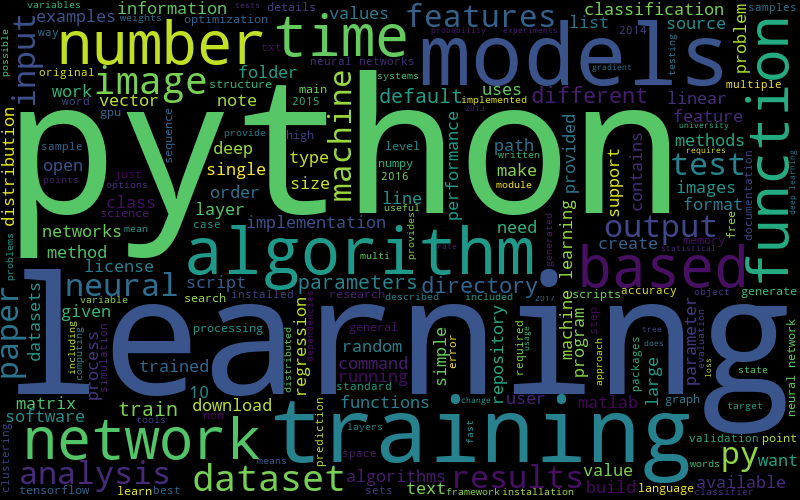 variables
weights
tests
details
information
values
classification
possible
way
examples
optimization
list
source
samples
number
time
features
models
input
probability
experiments
2014
testing
problem
original
txt
neural networks
systems
gradient
work
folder
structure
main
uses
linear
multiple
image
machine
default
implemented
different
function
word
vector
note
2015
2013
feature
distribution
gpu
sequence
provide
high
performance
path
provided
methods
university
python
sample
deep
level
written
support
contains
test
requires
open
single
type
numpy
make
images
documentation
deep learning
points
just
options
size
2016
module
format
class
order
line
useful
free
science
layer
case
implementation
need
output
networks
mean
provides
create
memory
method
algorithm
multi
generated
machine learning
based
statistical
problems
license
neural
script
parameters
directory
generate
paper
datasets
variable
search
installed
research
described
included
2017
scripts
accuracy
object
given
learning
including
computing
process
simulation
processing
regression
dependencies
general
simple
error
repository
required
usage
program
approach
step
packages
large
tree
does
parameter
evaluation
loss
state
neural network
trained
distributed
random
command
running
10
standard
matrix
train
download
non
functions
change
user
matlab
graph
target
software
network
tools
prediction
layers
training
fast
validation
point
clustering
space
words
py
want
analysis
dataset
means
algorithms
results
value
available
tensorflow
learn
best
sets
text
framework
installation
build
language
classifier